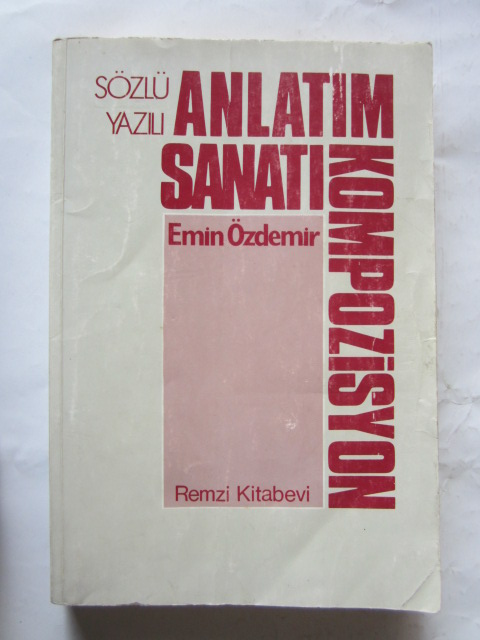 SÖZLÜ
YAZILI
ANLATIM
SANATI
KOMPOZİSYON
Emin Özdemir
Remzi Kitabevi